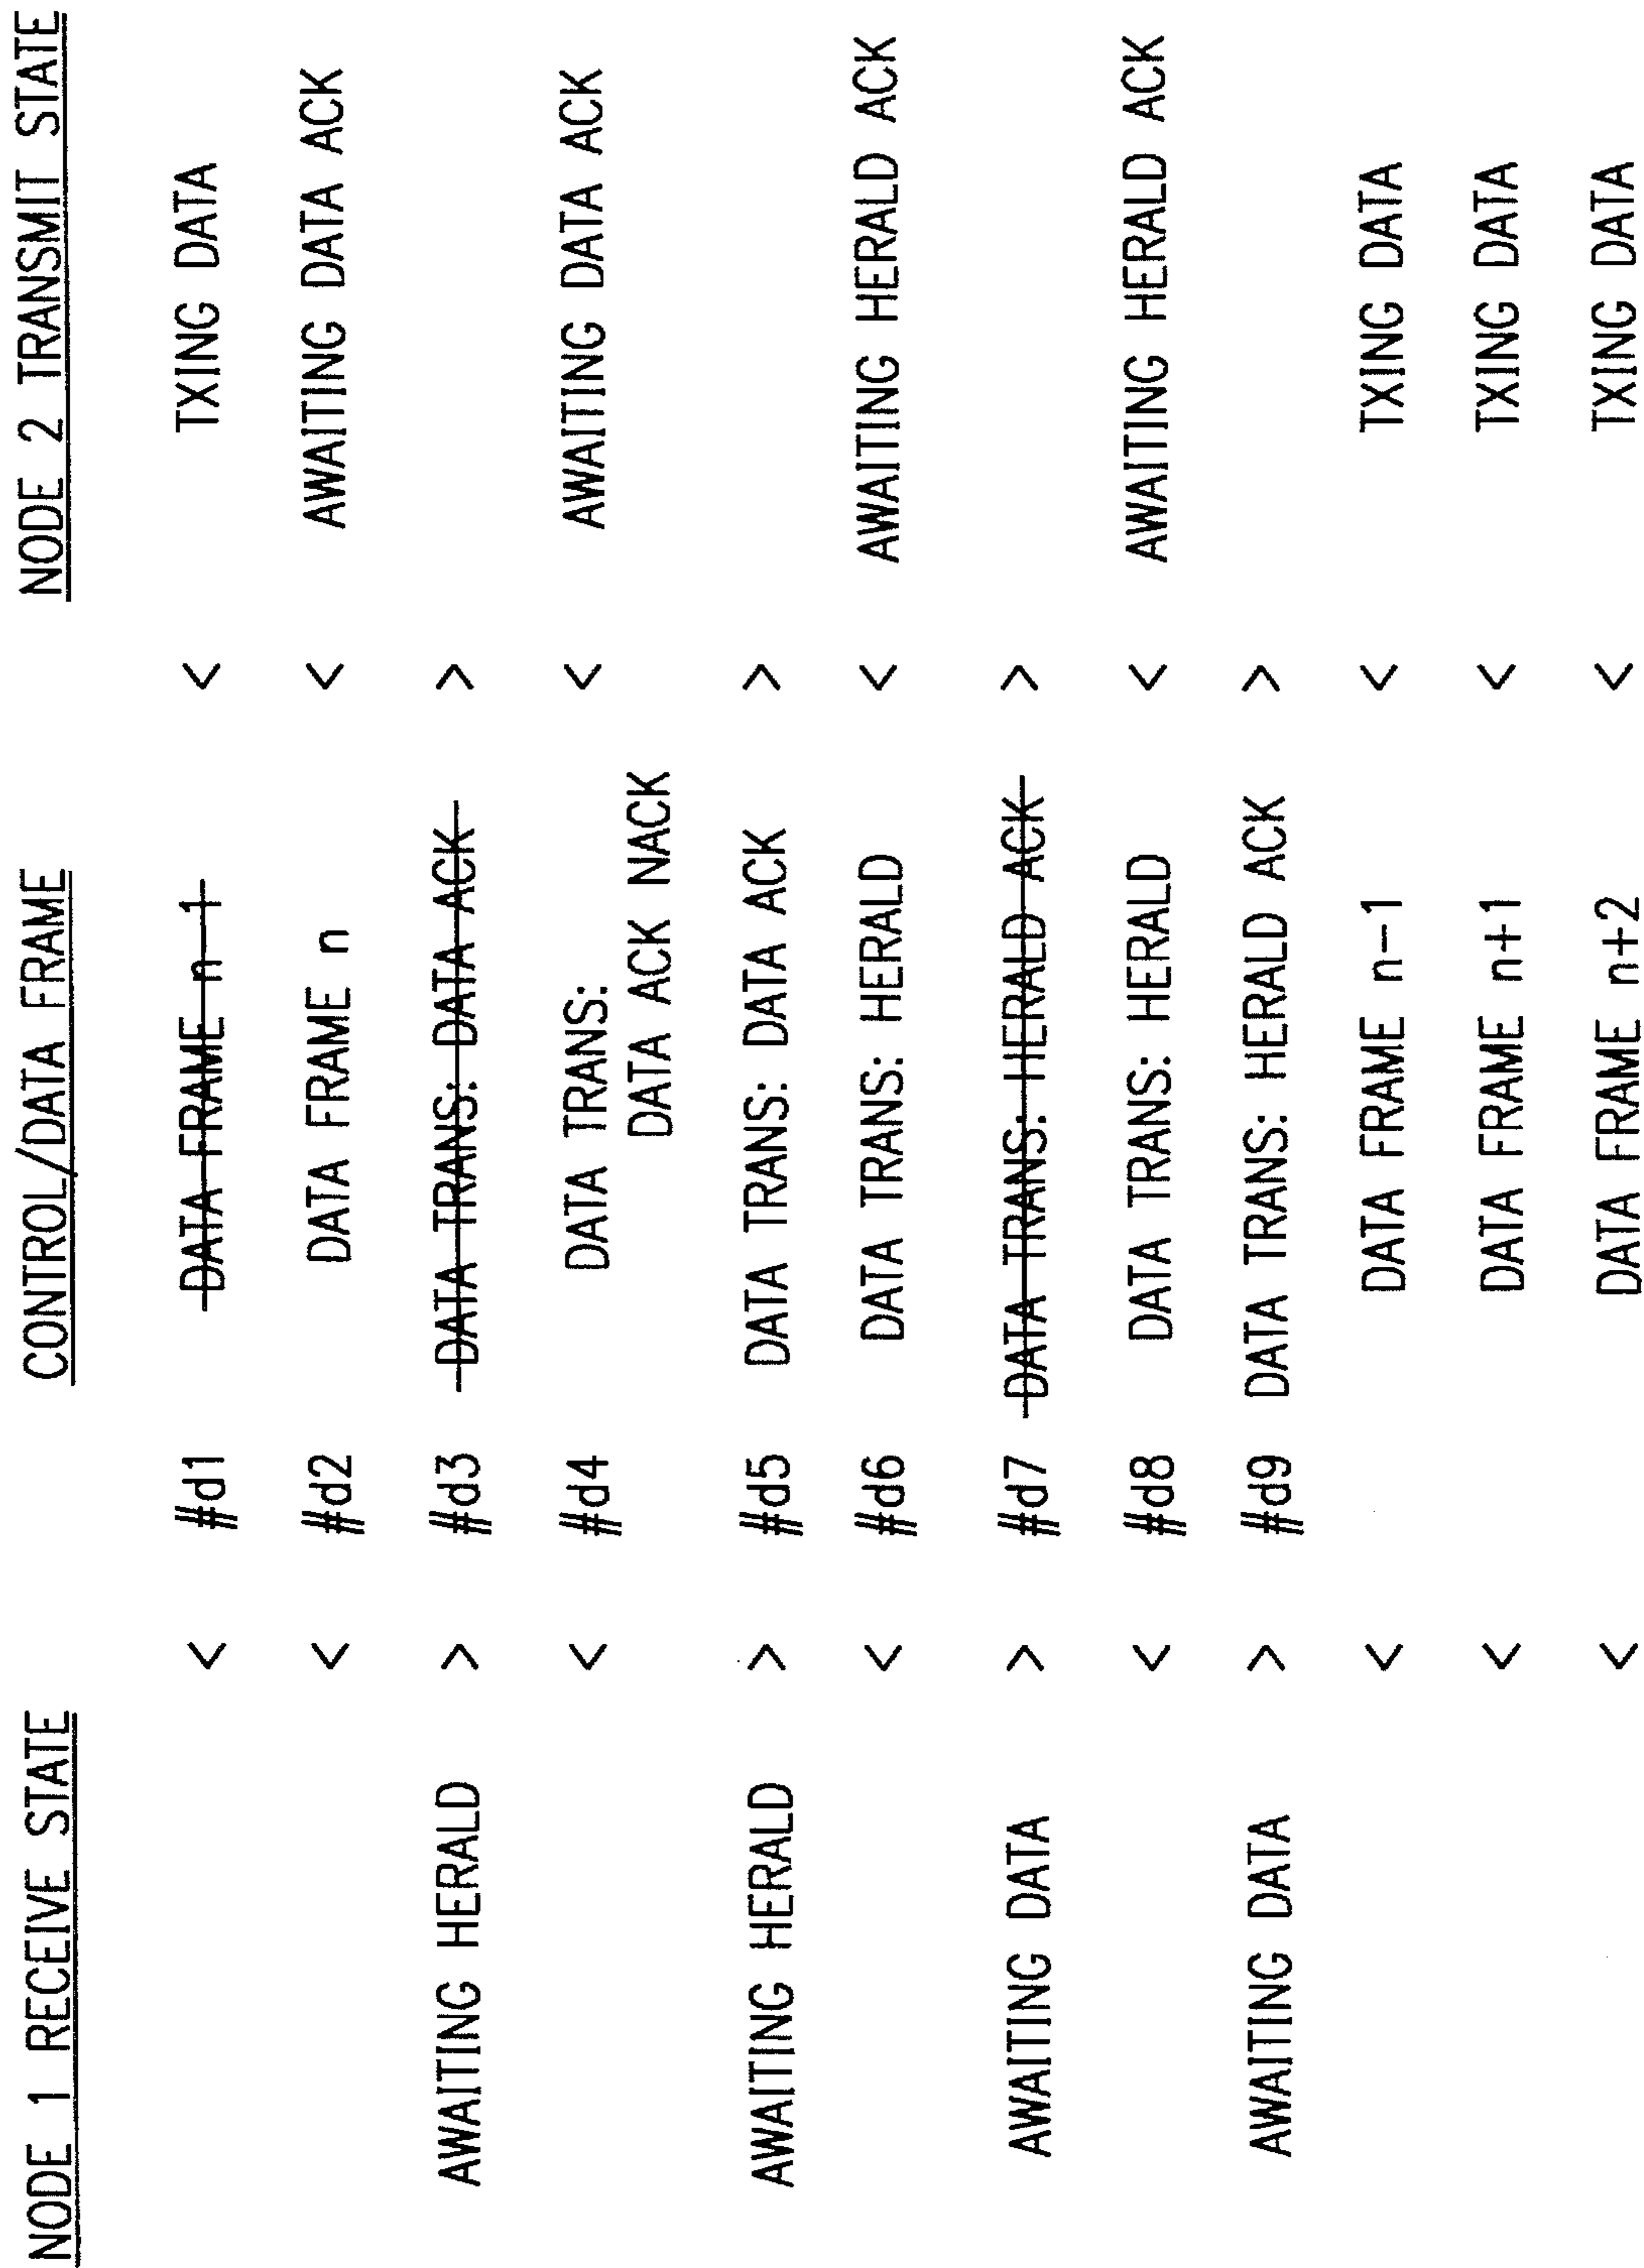 NODE 1 RECEIVE STATE CONTROL/DATA FRAME NODE 2 TRANSMIT STATE
< #d1 DATA FRAME n-1 < TXING DATA
< #d2 DATA FRAME n < AWAITING DATA ACK
AWAITING HERALD > #d3 DATA TRANS: DATA ACK >
< #d4 DATA TRANS: < AWAITING DATA ACK
DATA ACK NACK
AWAITING HERALD > #d5 DATA TRANS: DATA ACK >
< #d6 DATA TRANS: HERALD < AWAITING HERALD ACK
AWAITING DATA > #d7 DATA TRANS: HERALD ACK >
< #d8 DATA TRANS: HERALD < AWAITING HERALD ACK
AWAITING DATA > #d9 DATA TRANS: HERALD ACK >
< DATA FRAME n-1 < TXING DATA
< DATA FRAME n+1 < TXING DATA
< DATA FRAME n+2 < TXING DATA